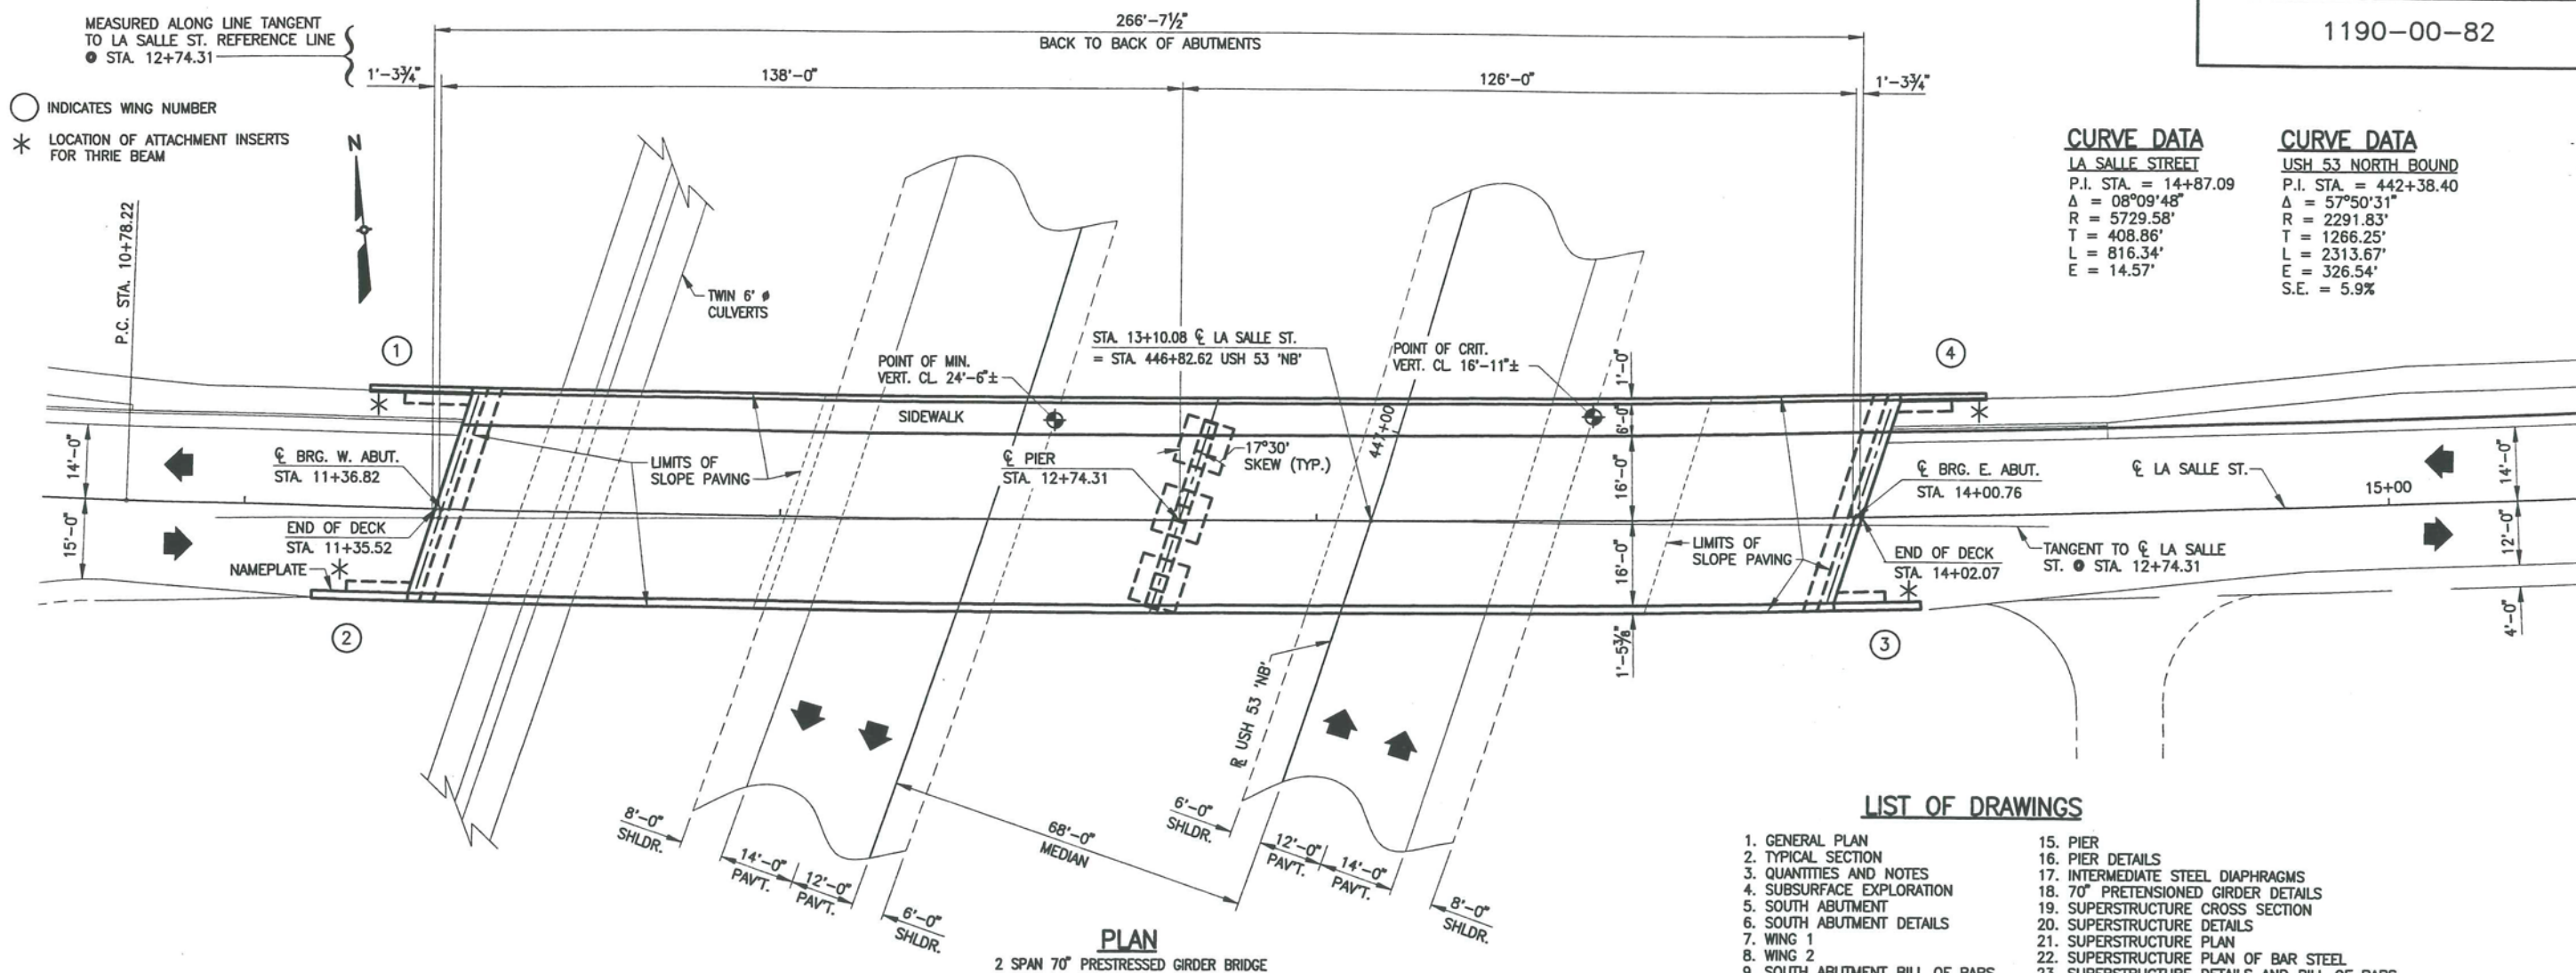 1190-00-82
MEASURED ALONG LINE TANGENT
TO LA SALLE ST. REFERENCE LINE
@ STA. 12+74.31
266'-7½"
BACK TO BACK OF ABUTMENTS
1'-3¾"
138'-0"
126'-0"
1'-3¾"
INDICATES WING NUMBER
* LOCATION OF ATTACHMENT INSERTS
FOR THRIE BEAM
N
P.C. STA. 10+78.22
CURVE DATA
LA SALLE STREET
P.I. STA. = 14+87.09
Δ = 08°09'48"
R = 5729.58'
T = 408.86'
L = 816.34'
E = 14.57'
CURVE DATA
USH 53 NORTH BOUND
P.I. STA. = 442+38.40
Δ = 57°50'31"
R = 2291.83'
T = 1266.25'
L = 2313.67'
E = 326.54'
S.E. = 5.9%
TWIN 6' ø
CULVERTS
1
POINT OF MIN.
VERT. CL. 24'-6"±
STA. 13+10.08 ℄ LA SALLE ST.
= STA. 446+82.62 USH 53 'NB'
POINT OF CRIT.
VERT. CL. 16'-11"±
1'-0"
4
*
SIDEWALK
447+00
6'-0"
*
14'-0"
℄ BRG. W. ABUT.
STA. 11+36.82
LIMITS OF
SLOPE PAVING
℄ PIER
STA. 12+74.31
17°30'
SKEW (TYP.)
16'-0"
℄ BRG. E. ABUT.
STA. 14+00.76
℄ LA SALLE ST.
15+00
14'-0"
15'-0"
END OF DECK
STA. 11+35.52
NAMEPLATE
*
16'-0"
LIMITS OF
SLOPE PAVING
END OF DECK
STA. 14+02.07
TANGENT TO ℄ LA SALLE
ST. @ STA. 12+74.31
12'-0"
*
2
1'-5⅜"
3
4'-0"
R USH 53 'NB'
8'-0"
SHLDR.
14'-0"
PAV'T.
12'-0"
PAV'T.
6'-0"
SHLDR.
68'-0"
MEDIAN
6'-0"
SHLDR.
12'-0"
PAV'T.
14'-0"
PAV'T.
8'-0"
SHLDR.
PLAN
2 SPAN 70" PRESTRESSED GIRDER BRIDGE
LIST OF DRAWINGS
1. GENERAL PLAN
2. TYPICAL SECTION
3. QUANTITIES AND NOTES
4. SUBSURFACE EXPLORATION
5. SOUTH ABUTMENT
6. SOUTH ABUTMENT DETAILS
7. WING 1
8. WING 2
9. SOUTH ABUTMENT BILL OF BARS
15. PIER
16. PIER DETAILS
17. INTERMEDIATE STEEL DIAPHRAGMS
18. 70" PRETENSIONED GIRDER DETAILS
19. SUPERSTRUCTURE CROSS SECTION
20. SUPERSTRUCTURE DETAILS
21. SUPERSTRUCTURE PLAN
22. SUPERSTRUCTURE PLAN OF BAR STEEL
23. SUPERSTRUCTURE DETAILS AND BILL OF BARS